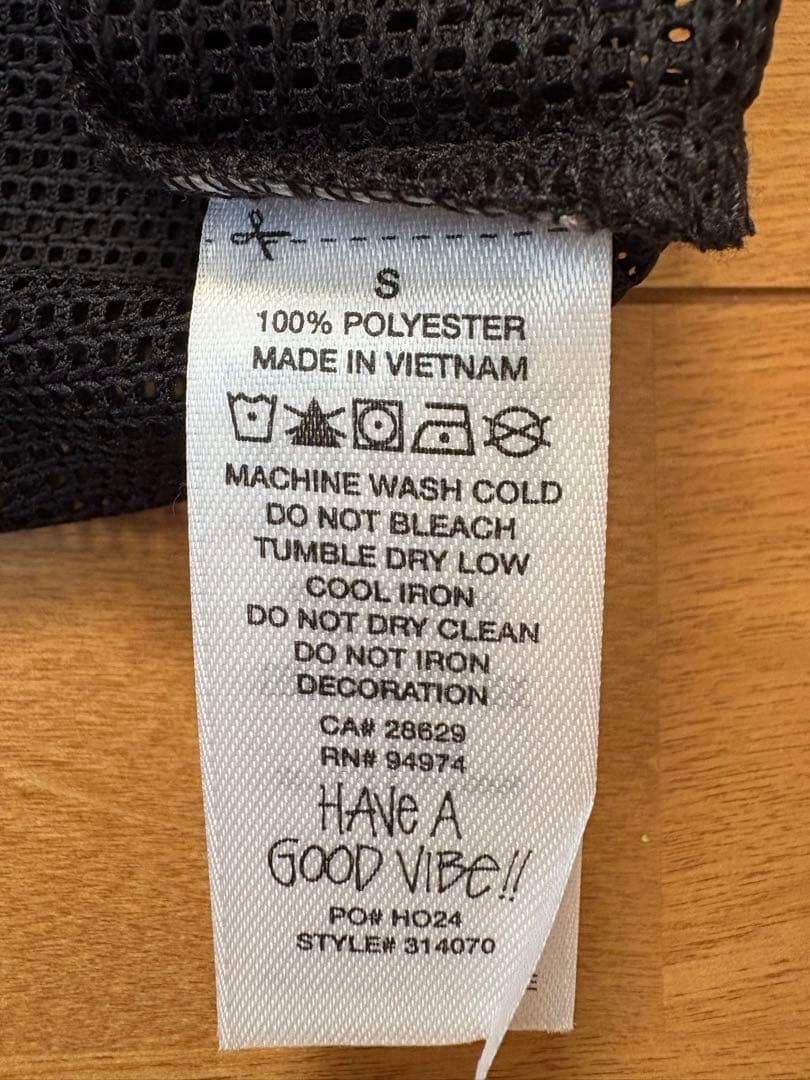 S
100% POLYESTER
MADE IN VIETNAM
MACHINE WASH COLD
DO NOT BLEACH
TUMBLE DRY LOW
COOL IRON
DO NOT DRY CLEAN
DO NOT IRON
DECORATION
CA# 28629
RN# 94974
HAVE A
GOOD VIBE!!
PO# HO24
STYLE# 314070